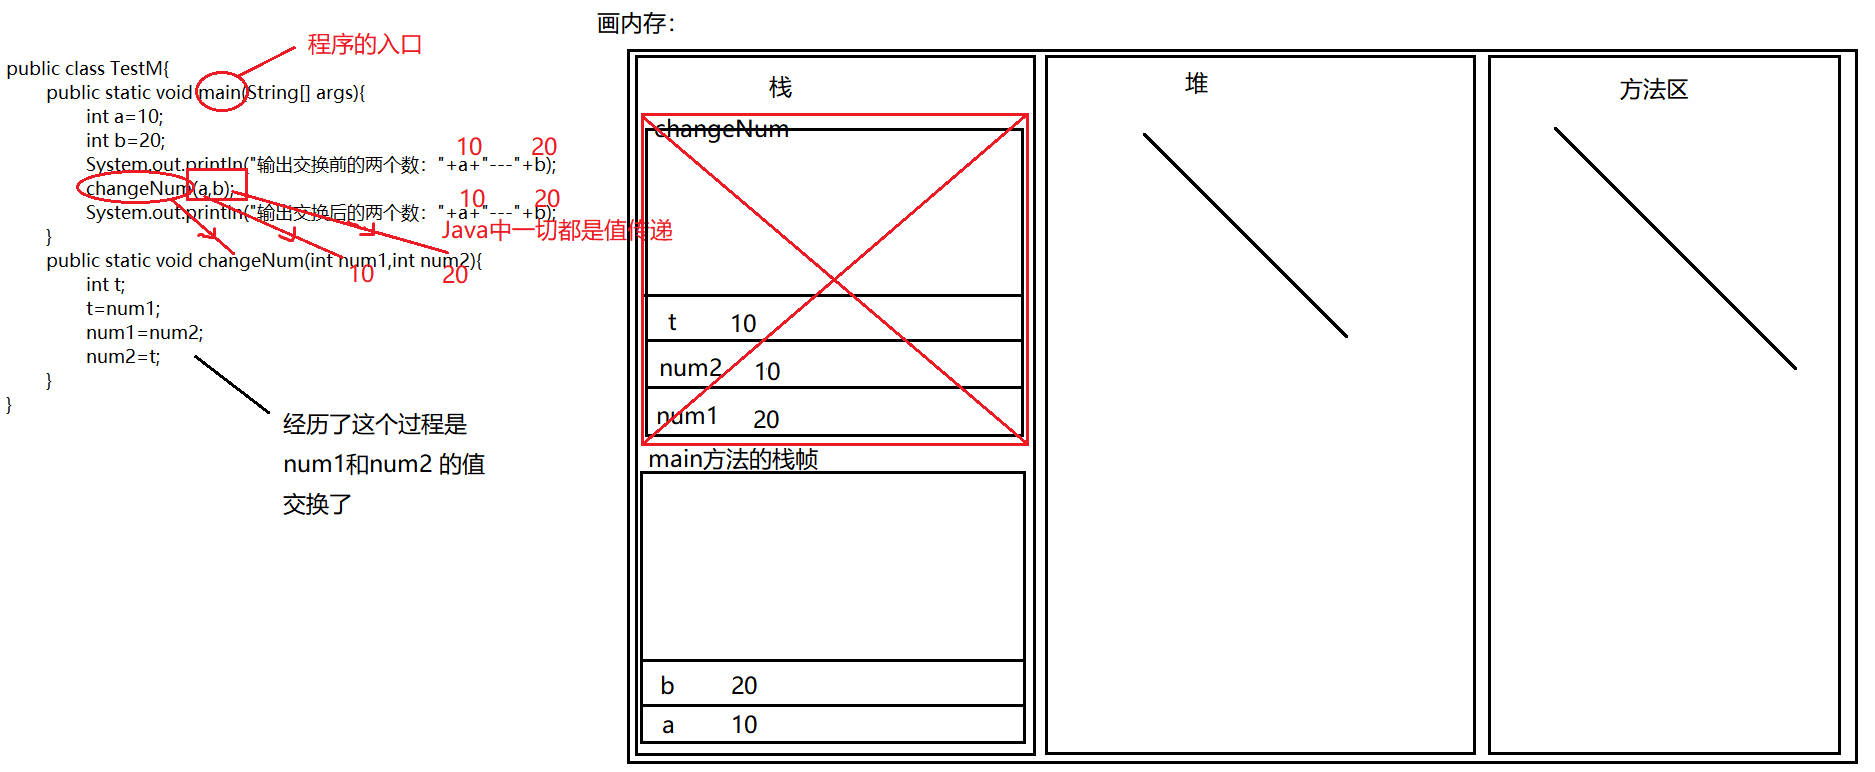 画内存：
程序的入口
public class TestM{
public static void main(String[] args){
int a=10;
int b=20;
10 20
System.out.println("输出交换前的两个数："+a+"---"+b);
changeNum(a,b);
10 20
System.out.println("输出交换后的两个数："+a+"---"+b);
Java中一切都是值传递
}
public static void changeNum(int num1,int num2){
10 20
int t;
t=num1;
num1=num2;
num2=t;
}
}
经历了这个过程是
num1和num2 的值
交换了
栈
changeNum
t 10
num2 10
num1 20
main方法的栈帧
b 20
a 10
堆
方法区